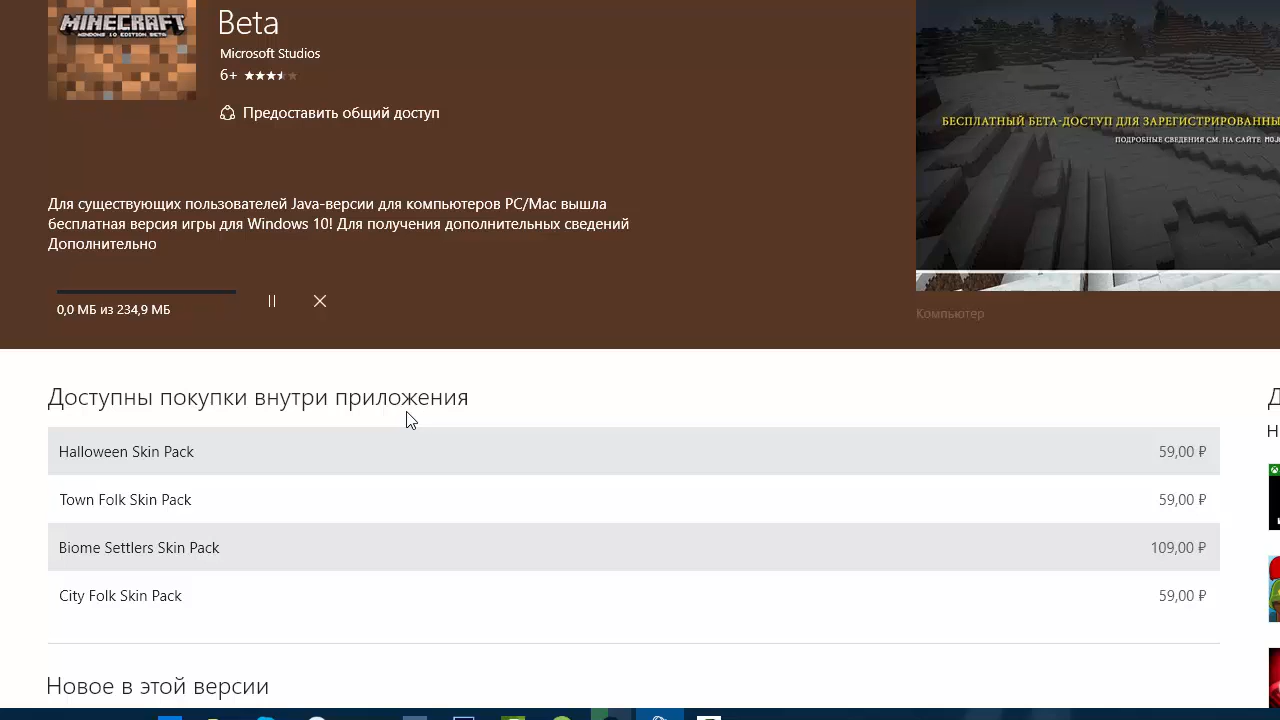 MINECRAFT
WINDOWS 10 EDITION BETA
Beta
Microsoft Studios
6+
Предоставить общий доступ
Для существующих пользователей Java-версии для компьютеров PC/Mac вышла
бесплатная версия игры для Windows 10! Для получения дополнительных сведений
Дополнительно
0,0 МБ из 234,9 МБ
БЕСПЛАТНЫЙ БЕТА-ДОСТУП ДЛЯ ЗАРЕГИСТРИРОВАННЫ
ПОДРОБНЫЕ СВЕДЕНИЯ СМ. НА САЙТЕ MOJ
Компьютер
Доступны покупки внутри приложения
Halloween Skin Pack 59,00 ₽
Town Folk Skin Pack 59,00 ₽
Biome Settlers Skin Pack 109,00 ₽
City Folk Skin Pack 59,00 ₽
Новое в этой версии
Д
Н